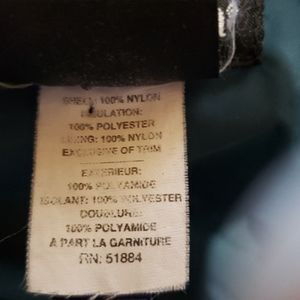 SHELL: 100% NYLON
INSULATION:
100% POLYESTER
LINING: 100% NYLON
EXCLUSIVE OF TRIM
EXTERIEUR:
100% POLYAMIDE
ISOLANT: 100% POLYESTER
DOUBLURE:
100% POLYAMIDE
A PART LA GARNITURE
RN: 51884